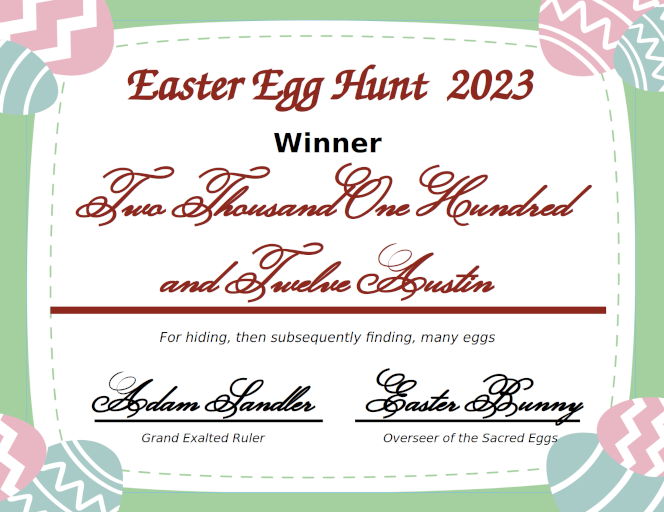 Easter Egg Hunt 2023
Winner
Two Thousand One Hundred
and Twelve Austin
For hiding, then subsequently finding, many eggs
Adam Sandler Easter Bunny
Grand Exalted Ruler Overseer of the Sacred Eggs